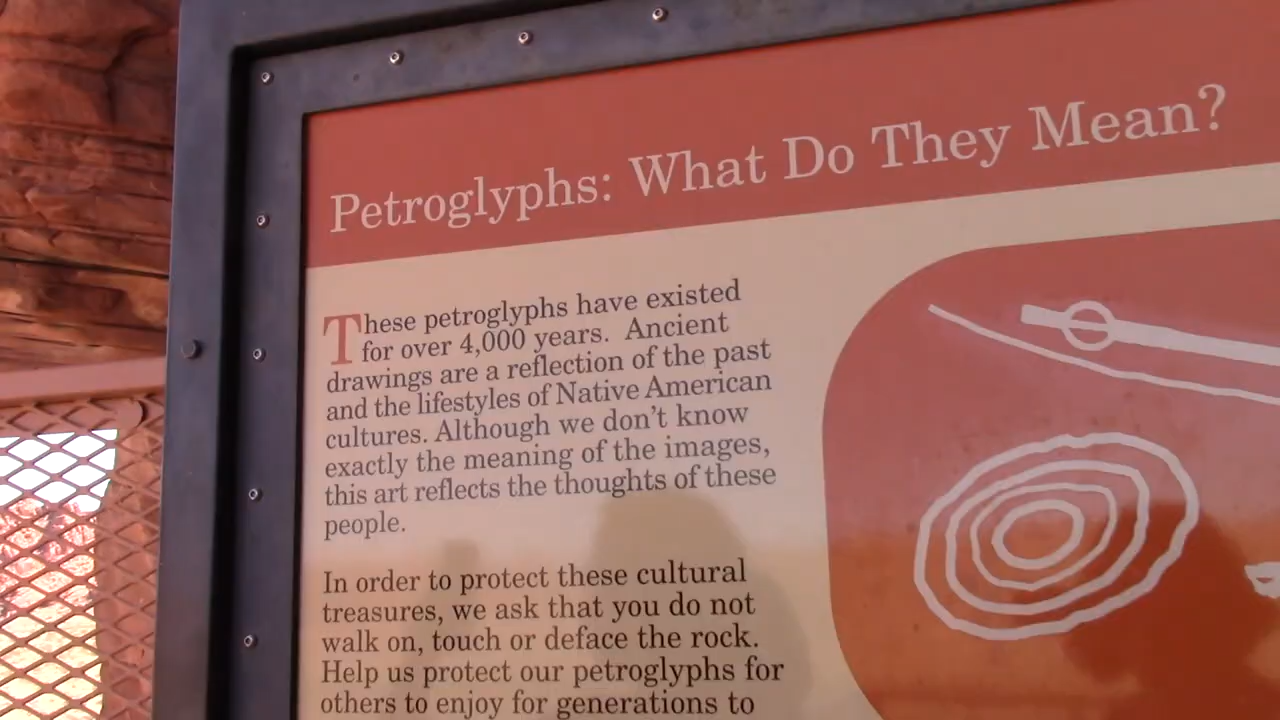 Petroglyphs: What Do They Mean?
These petroglyphs have existed
for over 4,000 years. Ancient
drawings are a reflection of the past
and the lifestyles of Native American
cultures. Although we don't know
exactly the meaning of the images,
this art reflects the thoughts of these
people.
In order to protect these cultural
treasures, we ask that you do not
walk on, touch or deface the rock.
Help us protect our petroglyphs for
others to enjoy for generations to